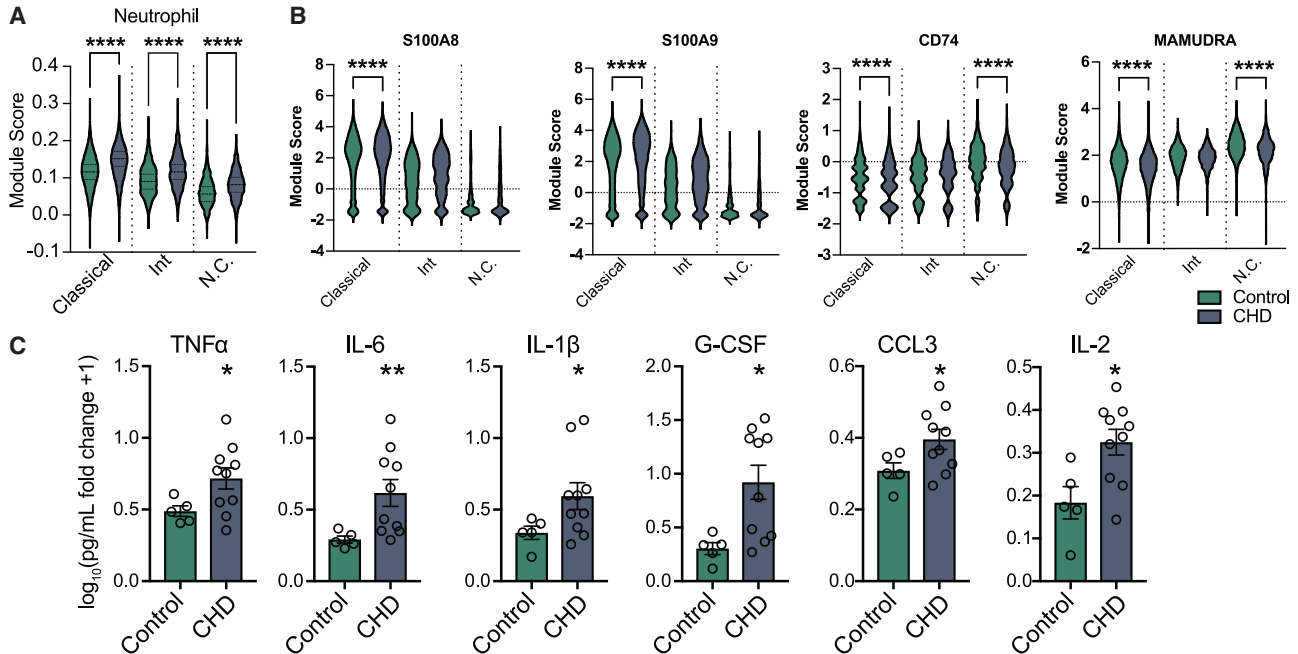 A
Neutrophil
**** **** ****
Module Score
0.4
0.3
0.2
0.1
0.0
-0.1
Classical Int N.C.
B
S100A8
****
Module Score
8
6
4
2
0
-2
-4
Classical Int N.C.
S100A9
****
Module Score
8
6
4
2
0
-2
-4
Classical Int N.C.
CD74
**** ****
Module Score
3
2
1
0
-1
-2
-3
Classical Int N.C.
MAMUDRA
**** ****
Module Score
6
4
2
0
-2
Classical Int N.C.
Control
CHD
C
log10(pg/mL fold change +1)
TNFα
*
1.5
1.0
0.5
0.0
Control CHD
IL-6
**
1.5
1.0
0.5
0.0
Control CHD
IL-1β
*
1.5
1.0
0.5
0.0
Control CHD
G-CSF
*
2.0
1.5
1.0
0.5
0.0
Control CHD
CCL3
*
0.6
0.4
0.2
0.0
Control CHD
IL-2
*
0.5
0.4
0.3
0.2
0.1
0.0
Control CHD